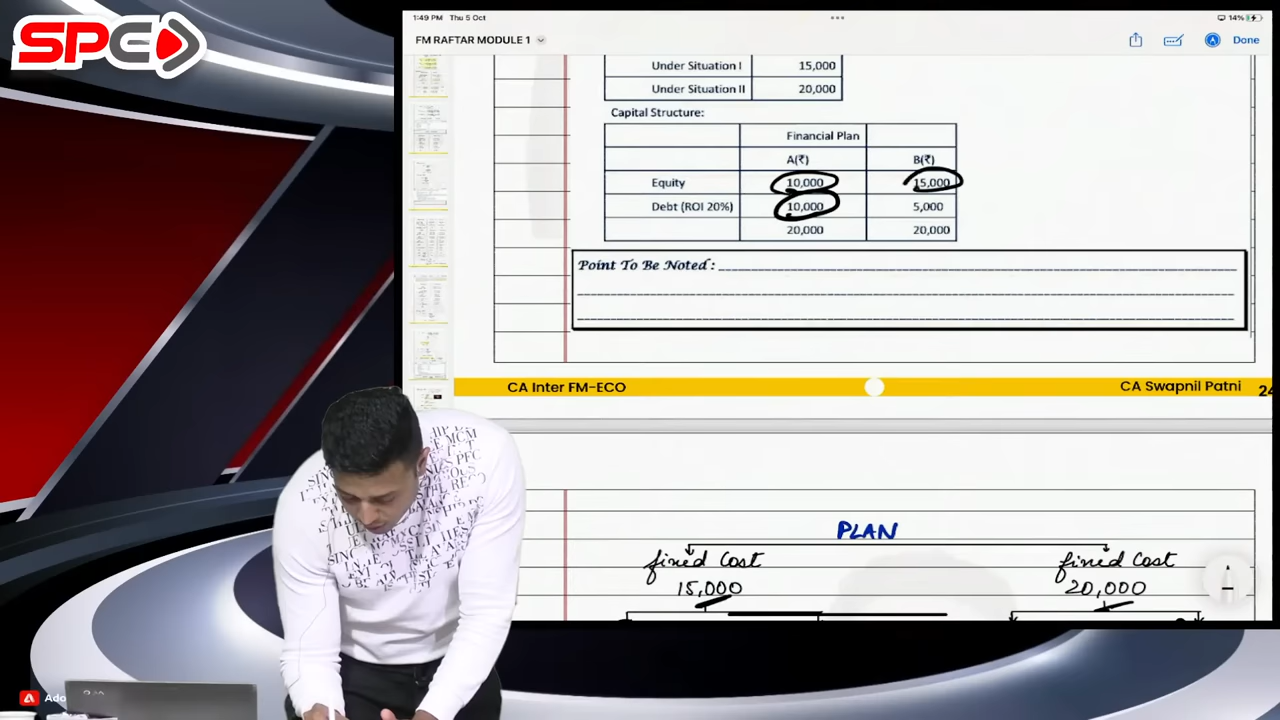 SPC
1:49 PM Thu 5 Oct
14%
FM RAFTAR MODULE 1
Done
Under Situation I 15,000
Under Situation II 20,000
Capital Structure:
Financial Plan
A(₹) B(₹)
Equity 10,000 15,000
Debt (ROI 20%) 10,000 5,000
20,000 20,000
Point To Be Noted :
CA Inter FM-ECO
CA Swapnil Patni
24
PLAN
fixed Cost fixed Cost
15,000 20,000
Ado